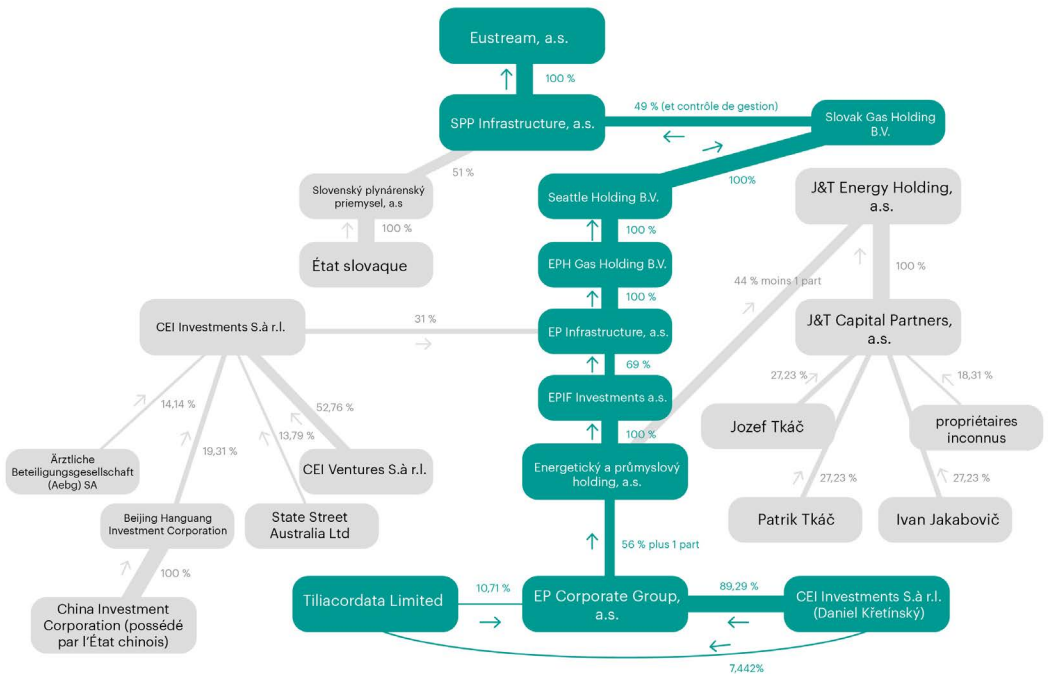 Eustream, a.s.
100 %
SPP Infrastructure, a.s.
49 % (et contrôle de gestion)
Slovak Gas Holding
B.V.
51 %
100%
Slovenský plynárenský
priemysel, a.s
100 %
État slovaque
Seattle Holding B.V.
100 %
EPH Gas Holding B.V.
100 %
J&T Energy Holding,
a.s.
44 % moins 1 part
100 %
CEI Investments S.à r.l.
31 %
EP Infrastructure, a.s.
69 %
J&T Capital Partners,
a.s.
EPIF Investments a.s.
100 %
27,23 %
18,31 %
14,14 %
52,76 %
19,31 %
13,79 %
Jozef Tkáč
propriétaires
inconnus
Ärztliche
Beteiligungsgesellschaft
(Aebg) SA
CEI Ventures S.à r.l.
Energetický a průmyslový
holding, a.s.
27,23 %
27,23 %
Beijing Hanguang
Investment Corporation
State Street
Australia Ltd
Patrik Tkáč
Ivan Jakabovič
56 % plus 1 part
100 %
China Investment
Corporation (possédé
par l’État chinois)
Tiliacordata Limited
10,71 %
EP Corporate Group,
a.s.
89,29 %
CEI Investments S.à r.l.
(Daniel Křetínský)
7,442%